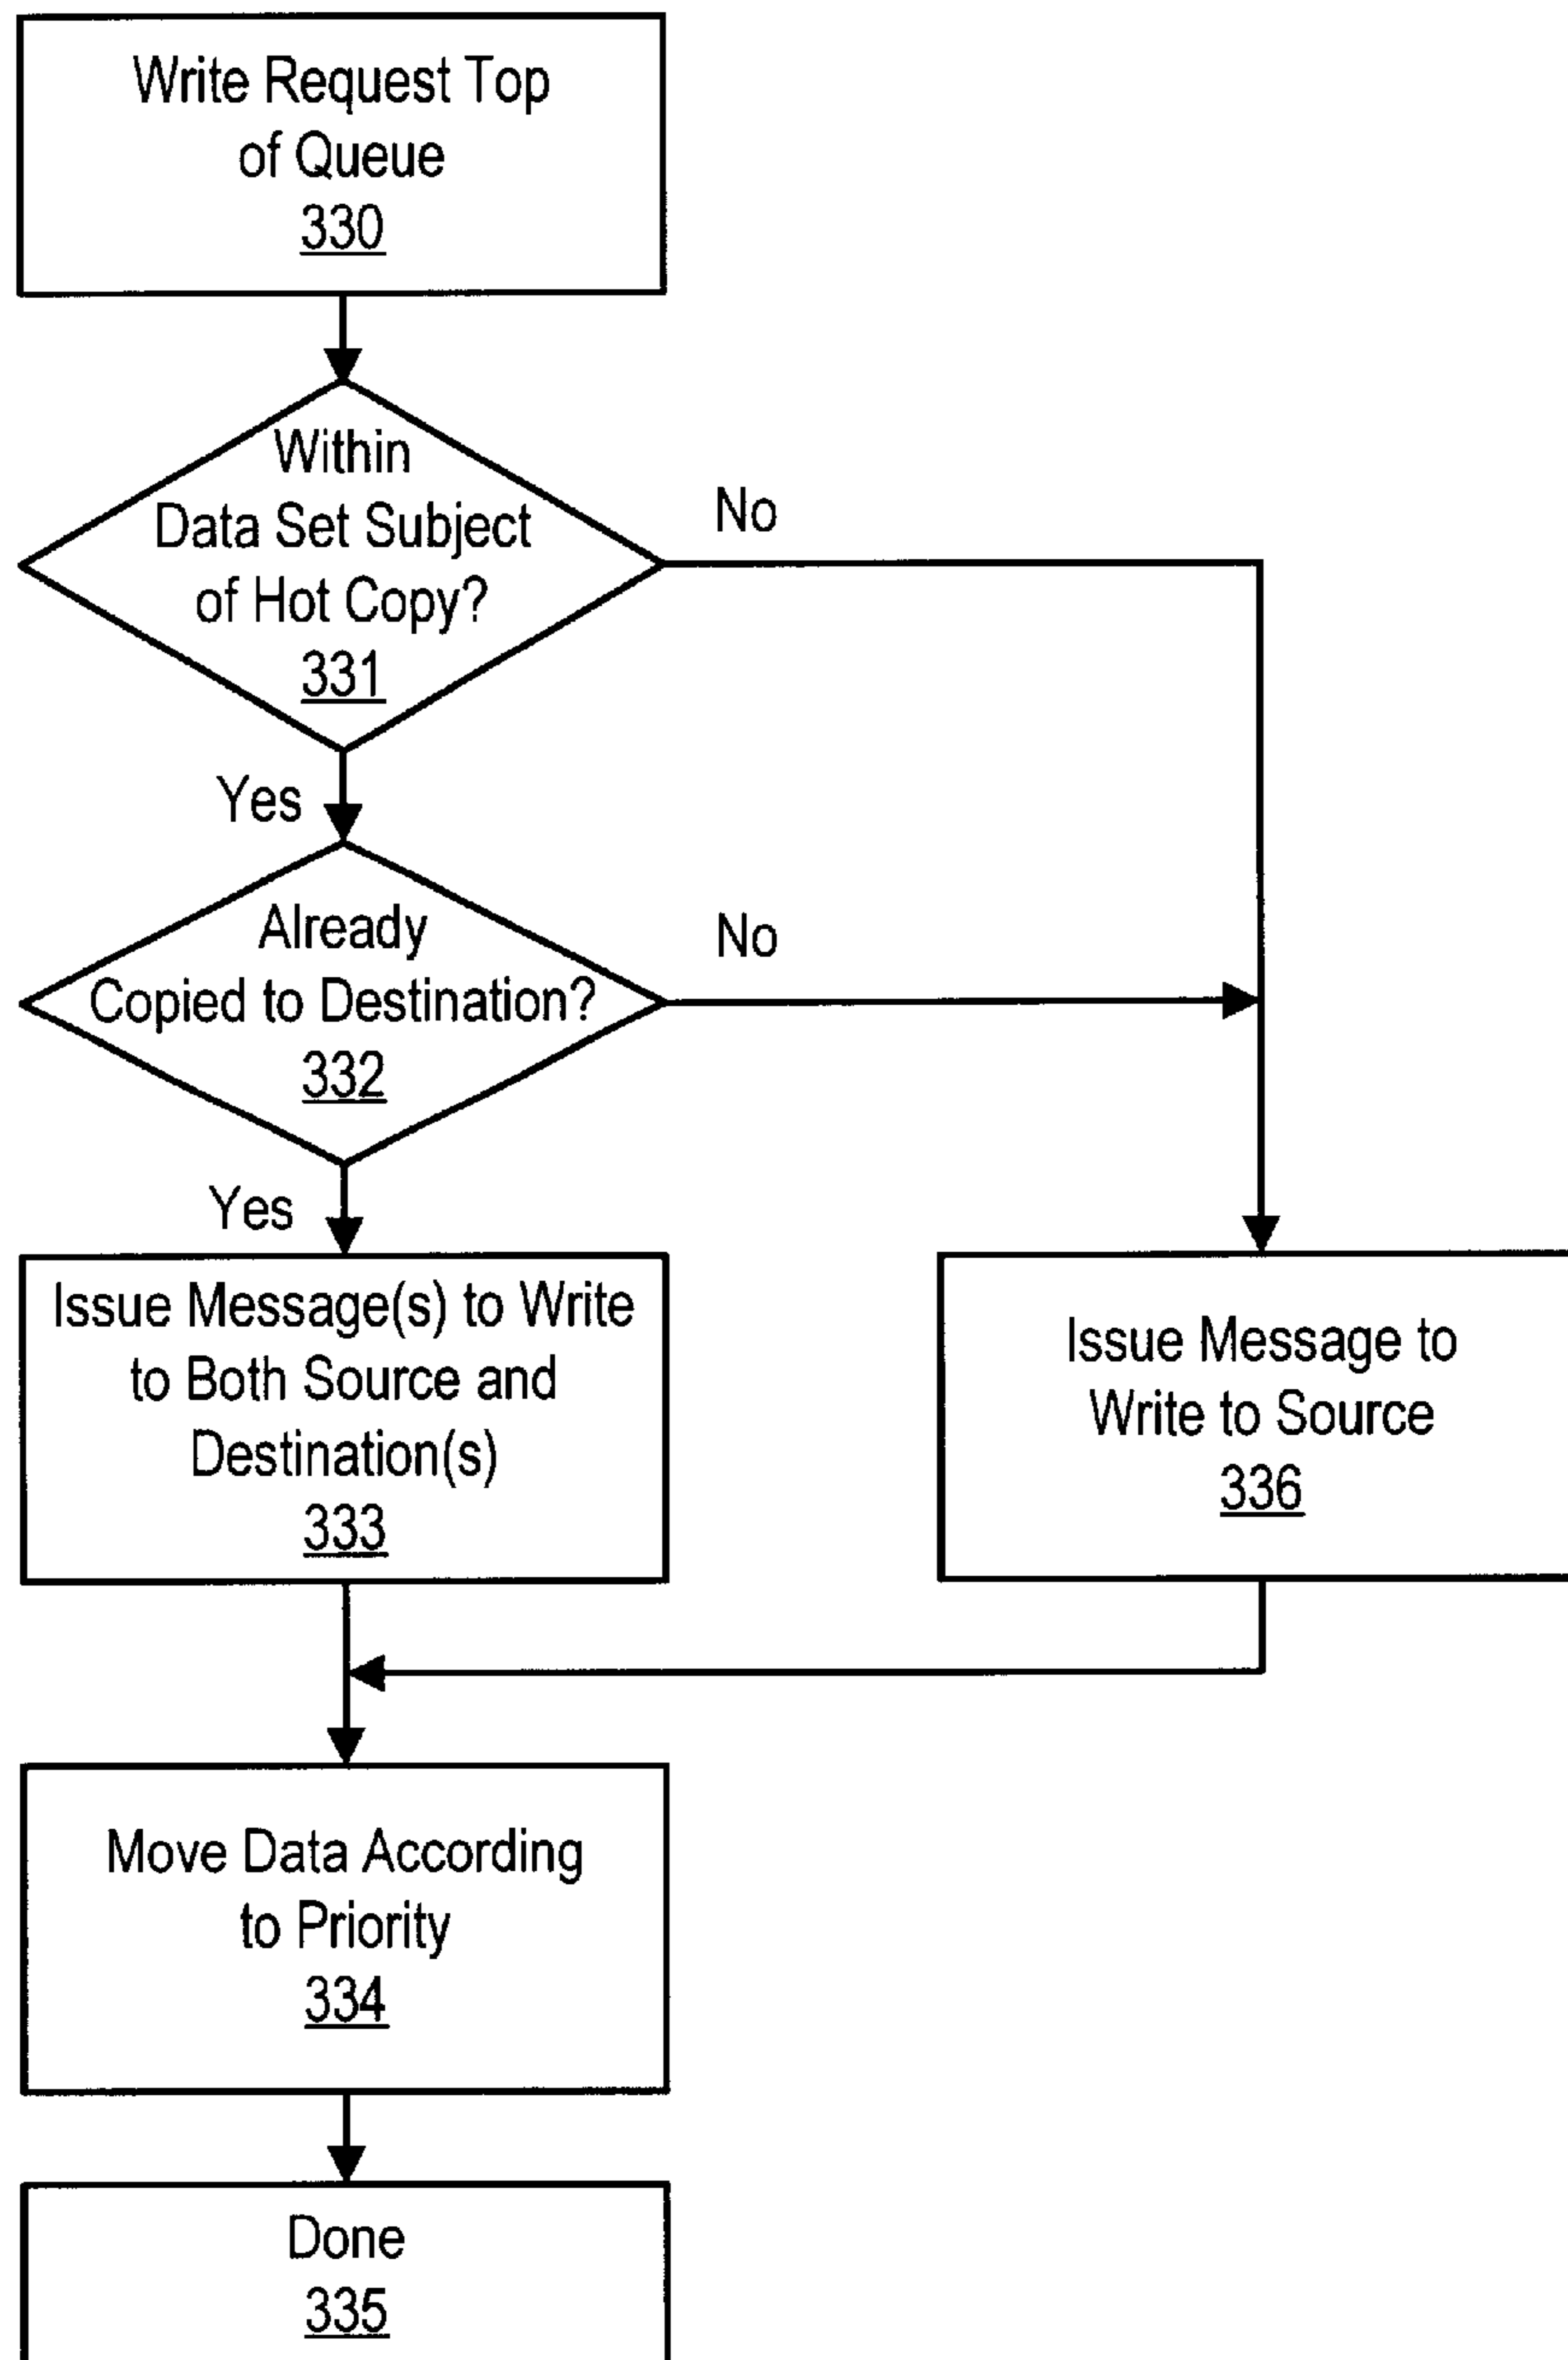 Write Request Top
of Queue
330
Within
Data Set Subject
of Hot Copy?
331
No
Yes
Already
Copied to Destination?
332
No
Yes
Issue Message(s) to Write
to Both Source and
Destination(s)
333
Issue Message to
Write to Source
336
Move Data According
to Priority
334
Done
335